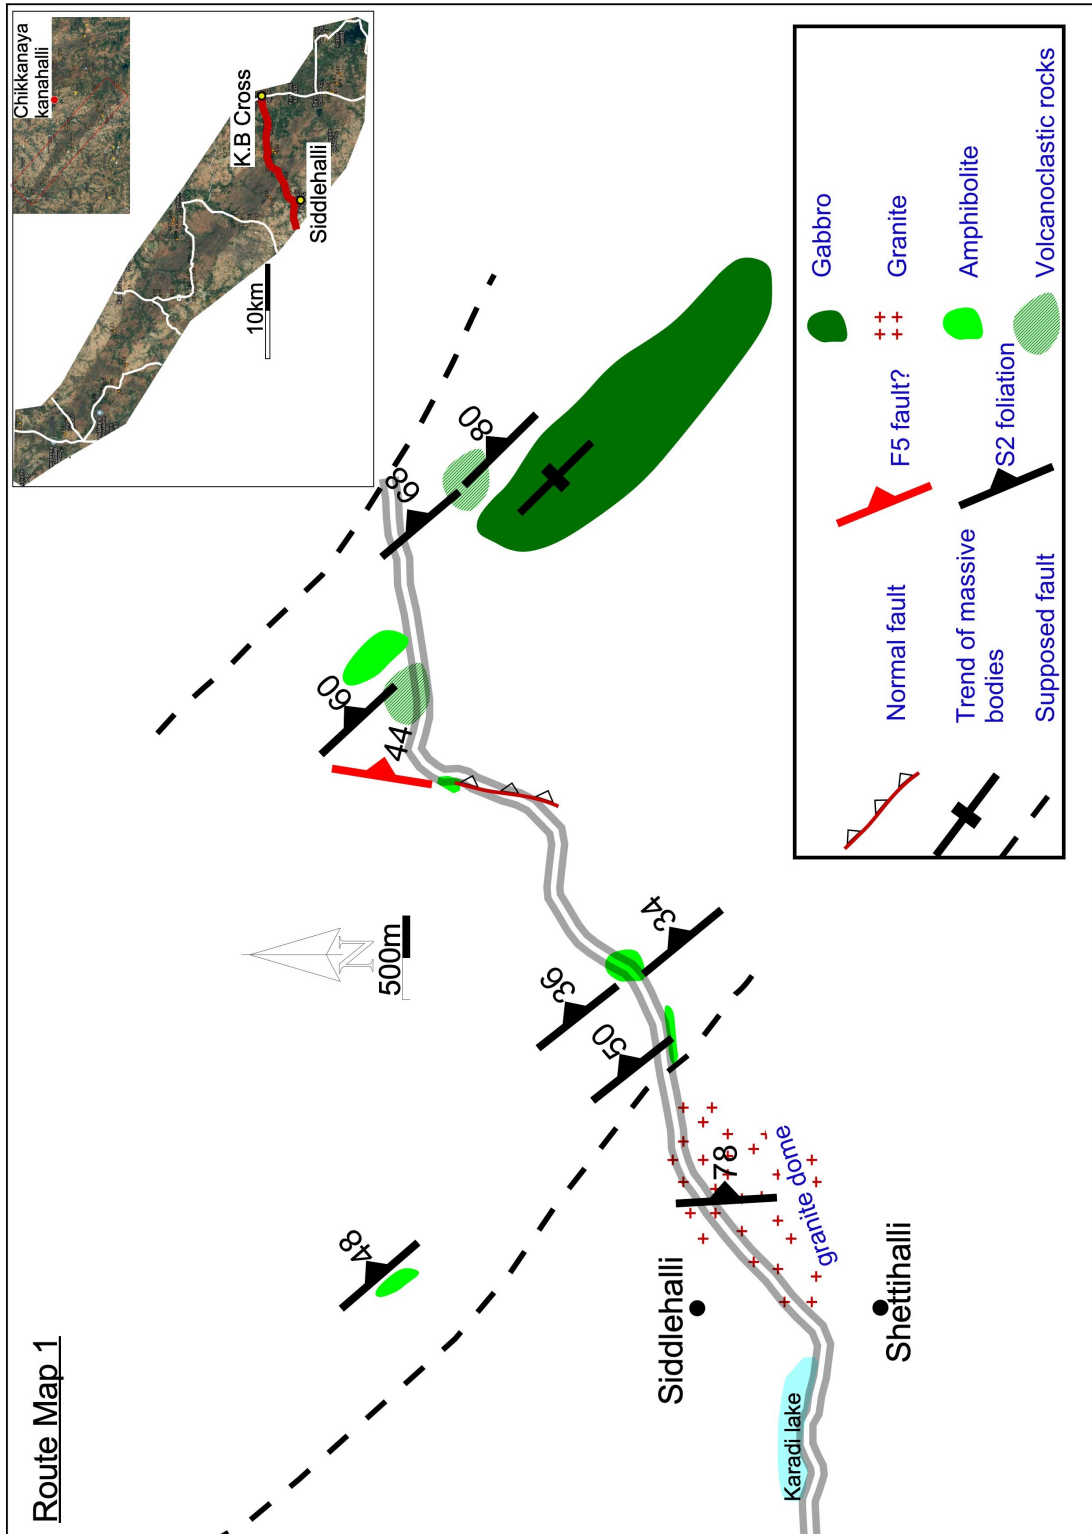 Route Map 1
Chikkanaya
kanahalli
K.B Cross
Siddlehalli
10km
N
500m
48
50
36
34
44
60
68
80
78
granite dome
Siddlehalli
Shettihalli
Karadi lake
Normal fault
Trend of massive
bodies
Supposed fault
F5 fault?
S2 foliation
Gabbro
Granite
Amphibolite
Volcanoclastic rocks